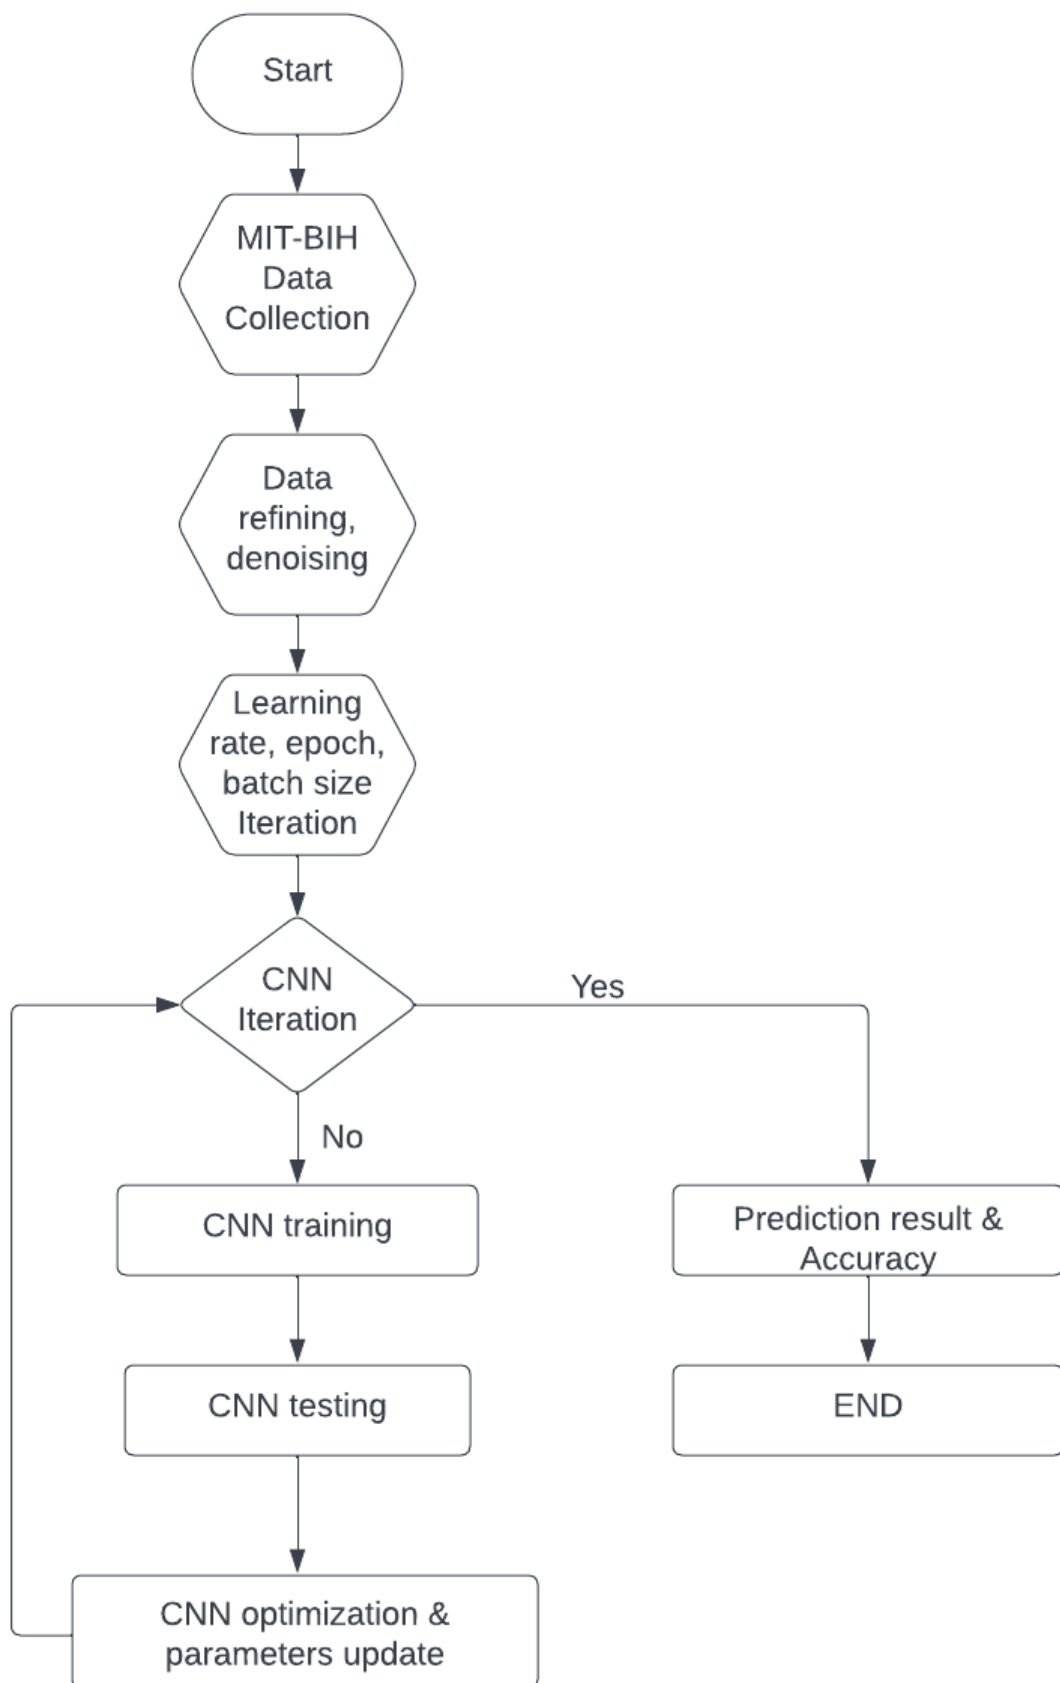 Start
MIT-BIH
Data
Collection
Data
refining,
denoising
Learning
rate, epoch,
batch size
Iteration
CNN
Iteration
Yes
No
CNN training
Prediction result &
Accuracy
CNN testing
END
CNN optimization &
parameters update